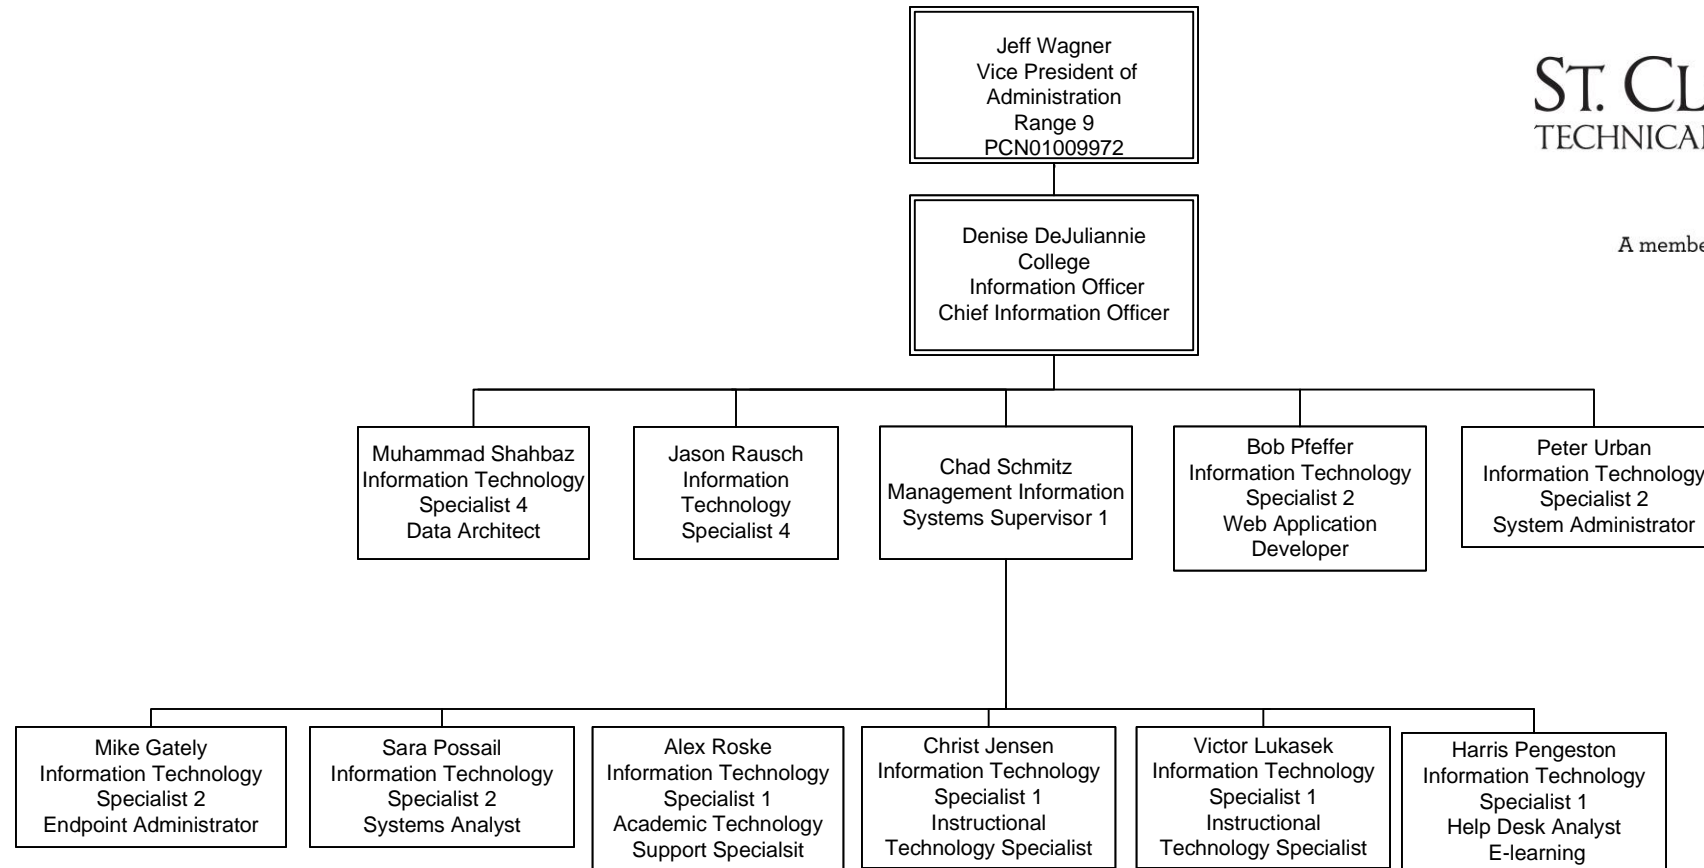 Jeff Wagner
Vice President of
Administration
Range 9
PCN01009972
ST. CL
TECHNICA
A membe
Denise DeJuliannie
College
Information Officer
Chief Information Officer
Muhammad Shahbaz
Information Technology
Specialist 4
Data Architect
Jason Rausch
Information
Technology
Specialist 4
Chad Schmitz
Management Information
Systems Supervisor 1
Bob Pfeffer
Information Technology
Specialist 2
Web Application
Developer
Peter Urban
Information Technology
Specialist 2
System Administrator
Mike Gately
Information Technology
Specialist 2
Endpoint Administrator
Sara Possail
Information Technology
Specialist 2
Systems Analyst
Alex Roske
Information Technology
Specialist 1
Academic Technology
Support Specialsit
Christ Jensen
Information Technology
Specialist 1
Instructional
Technology Specialist
Victor Lukasek
Information Technology
Specialist 1
Instructional
Technology Specialist
Harris Pengeston
Information Technology
Specialist 1
Help Desk Analyst
E-learning